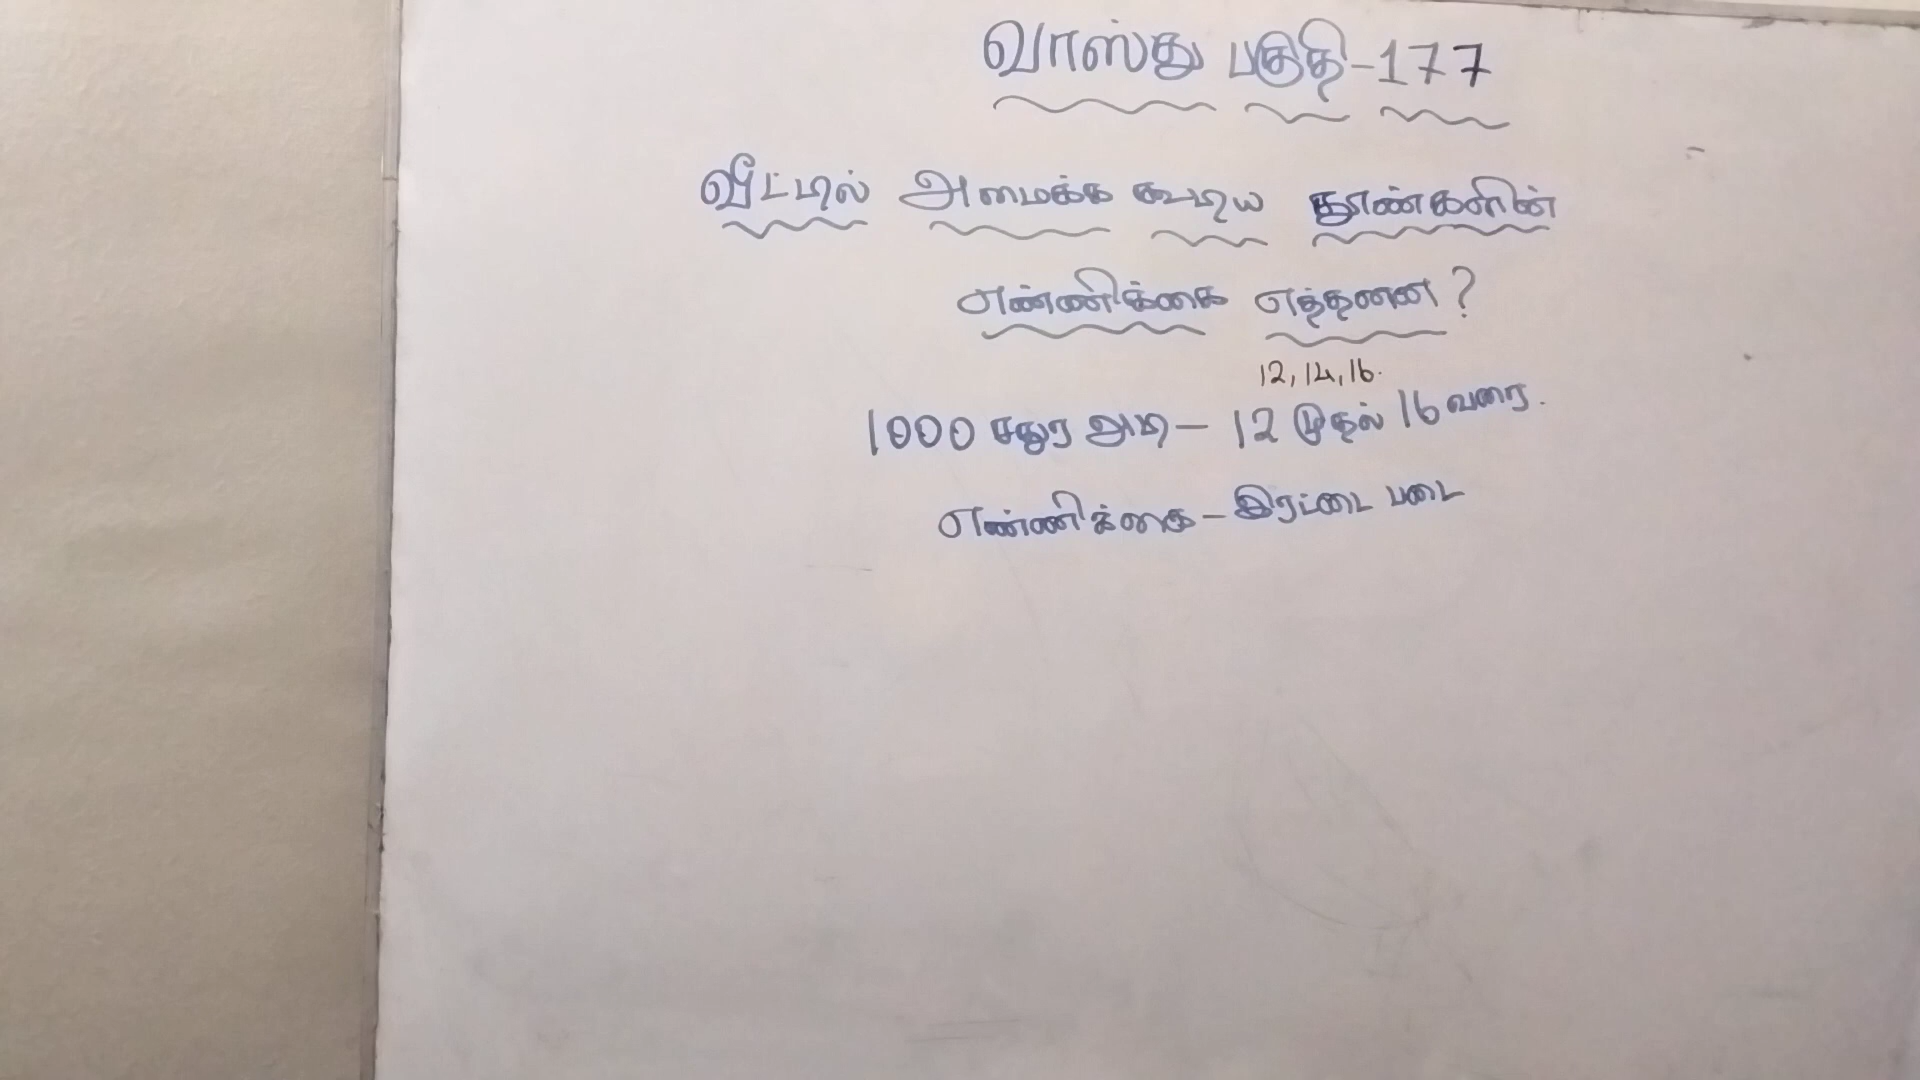 வாஸ்து பகுதி-177
வீட்டில் அமைக்க கூடிய தூண்களின்
எண்ணிக்கை எத்தனை?
12, 14, 16.
1000 சதுர அடி - 12 முதல் 16 வரை.
எண்ணிக்கை - இரட்டை படை